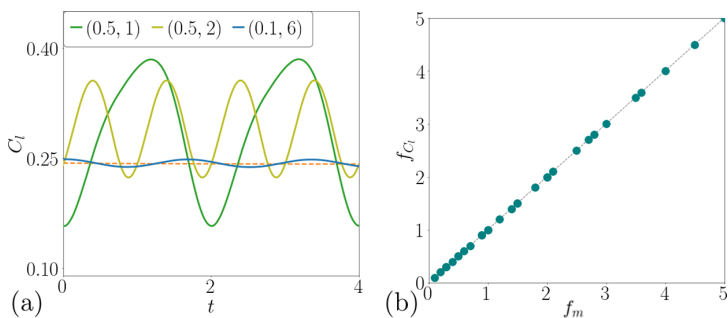 (0.5, 1) (0.5, 2) (0.1, 6)
0.40
0.25
0.10
C_l
0 2 4
t
(a)
5
4
3
2
1
0
f_{C_l}
0 1 2 3 4 5
f_m
(b)